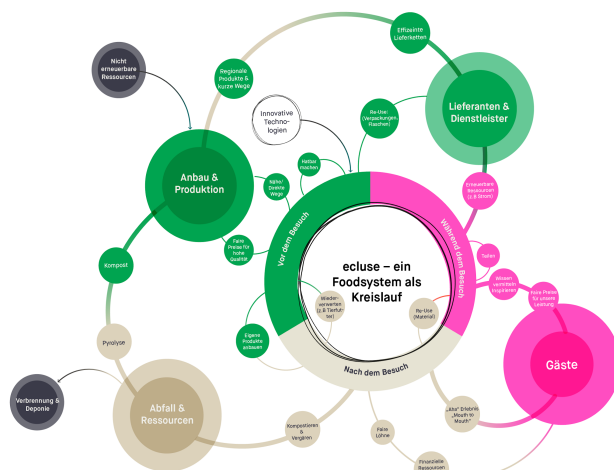 Effizeinte
Lieferketten
Nicht
erneuerbare
Ressourcen
Regionale
Produkte &
kurze Wege
Innovative
Techno-
logien
Re-Use:
(Verpackungen,
Flaschen)
Lieferanten &
Dienstleister
Anbau &
Produktion
Haltbar
machen
Nähe/
Direkte
Wege
Erneuerbare
Ressourcen
(z.B Strom)
Vor dem Besuch
Während dem Besuch
Faire
Preise für
hohe
Qualität
Teilen
ecluse – ein
Foodsystem als
Kreislauf
Kompost
Wissen
vermitteln
Inspirieren
Faire Preise
für unsere
Leistung
Wieder-
verwerten
(z.B Tierfut-
ter)
Re-Use
(Material)
Eigene
Produkte
anbauen
Pyrolyse
Gäste
Nach dem Besuch
Verbrennung &
Deponie
Abfall &
Ressourcen
Kompostieren
&
Vergären
„Aha“ Erlebnis
„Mouth to
Mouth“
Faire
Löhne
Finanzielle
Ressourcen